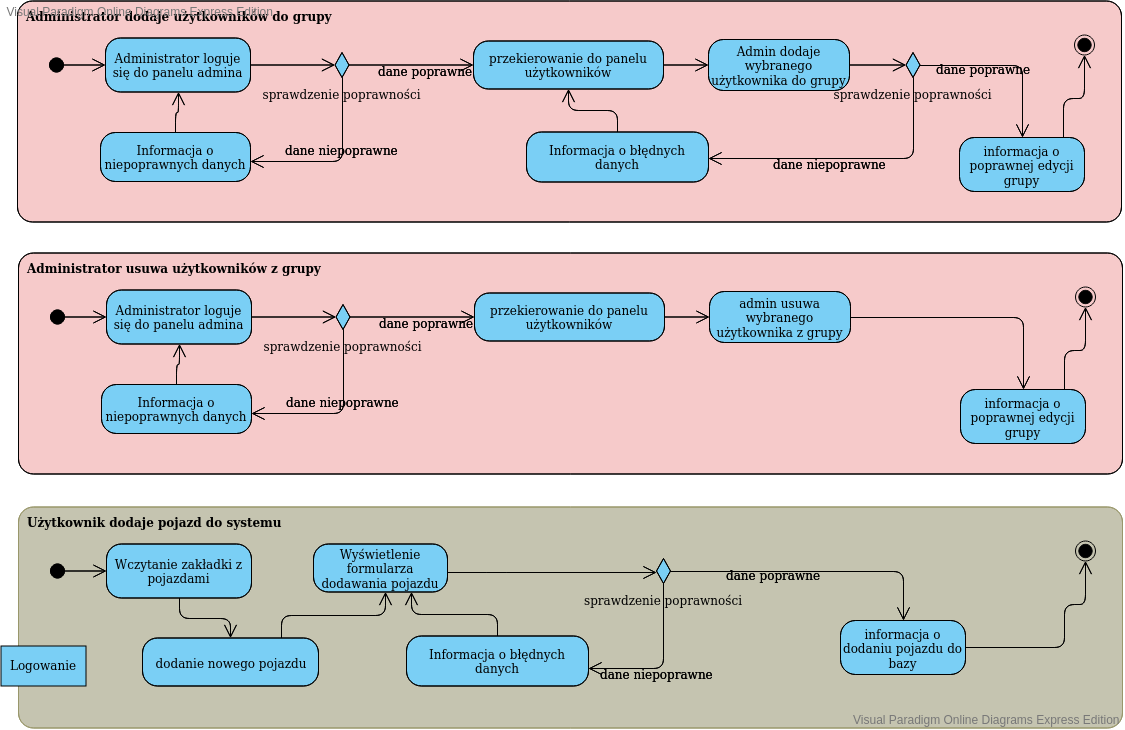 Visual Paradigm Online Diagrams Express Edition
Administrator dodaje użytkowników do grupy
Administrator loguje
się do panelu admina
sprawdzenie poprawności
dane poprawne
przekierowanie do panelu
użytkowników
Admin dodaje
wybranego
użytkownika do grupy
sprawdzenie poprawności
dane poprawne
Informacja o
niepoprawnych danych
dane niepoprawne
Informacja o błędnych
danych
dane niepoprawne
informacja o
poprawnej edycji
grupy
Administrator usuwa użytkowników z grupy
Administrator loguje
się do panelu admina
sprawdzenie poprawności
dane poprawne
przekierowanie do panelu
użytkowników
admin usuwa
wybranego
użytkownika z grupy
Informacja o
niepoprawnych danych
dane niepoprawne
informacja o
poprawnej edycji
grupy
Użytkownik dodaje pojazd do systemu
Wczytanie zakładki z
pojazdami
Wyświetlenie
formularza
dodawania pojazdu
sprawdzenie poprawności
dane poprawne
Logowanie
dodanie nowego pojazdu
Informacja o błędnych
danych
dane niepoprawne
informacja o
dodaniu pojazdu do
bazy
Visual Paradigm Online Diagrams Express Edition